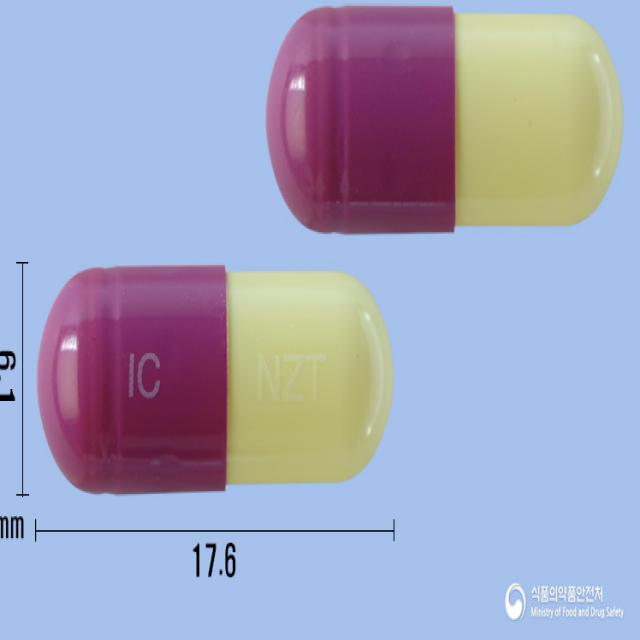 IC NZT
6.1
mm
17.6
식품의약품안전처
Ministry of Food and Drug Safety